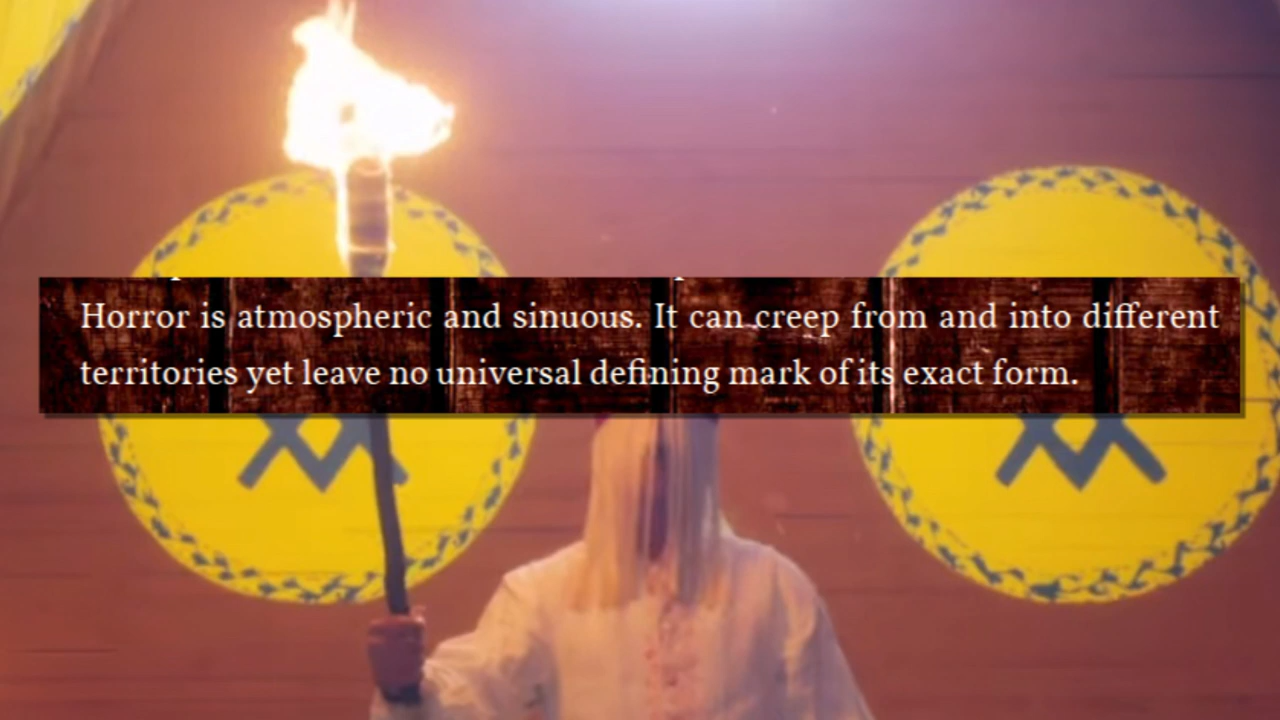 Horror is atmospheric and sinuous. It can creep from and into different
territories yet leave no universal defining mark of its exact form.